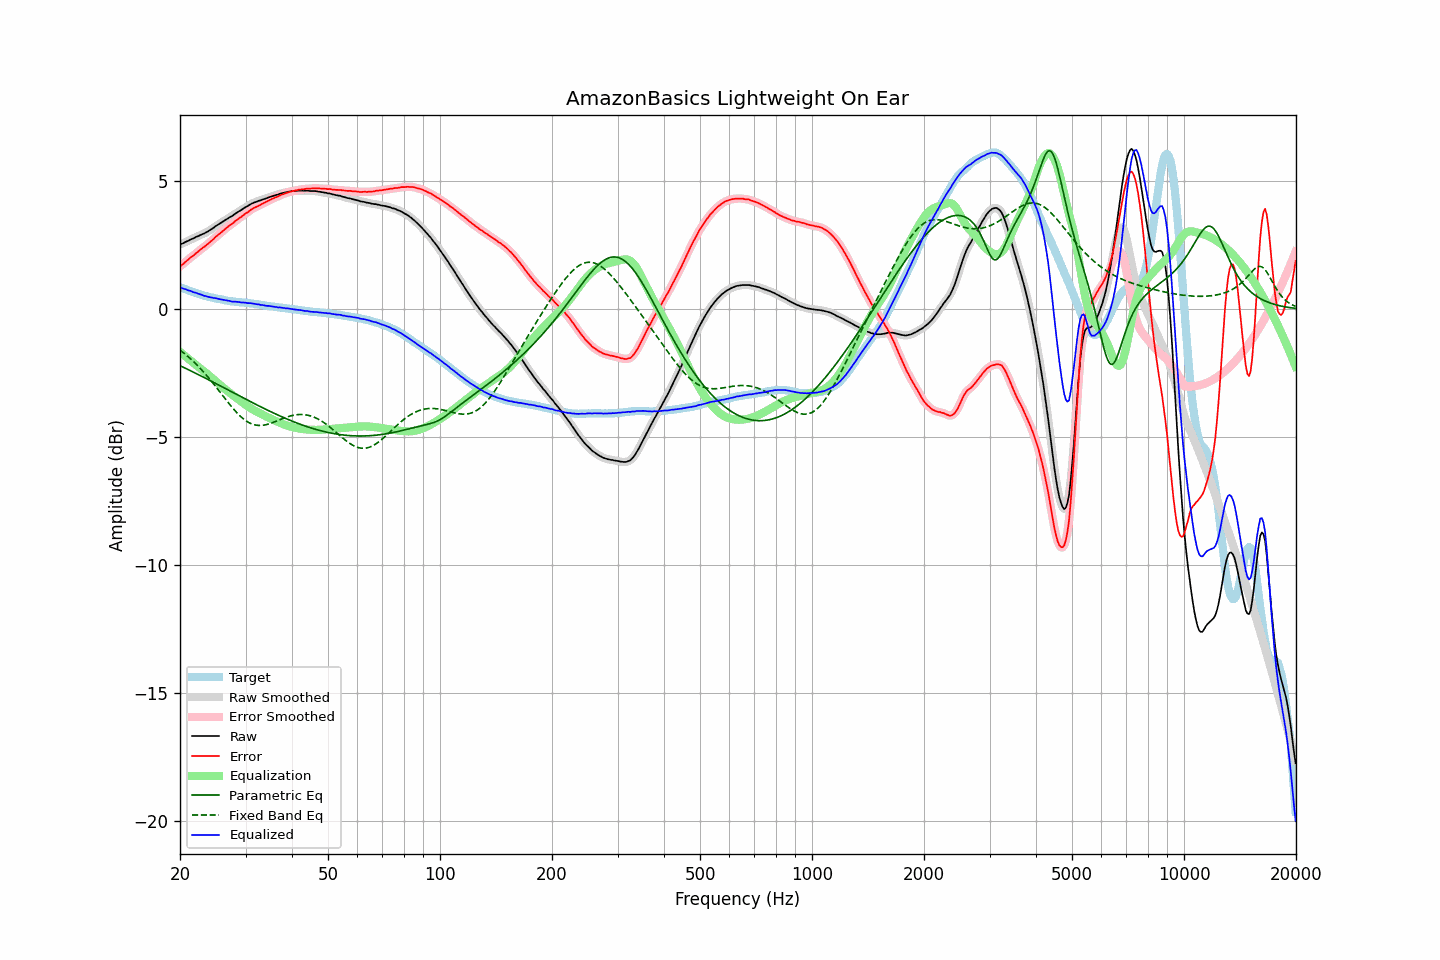 AmazonBasics Lightweight On Ear
Amplitude (dBr)
5
0
−5
−10
−15
−20
Target
Raw Smoothed
Error Smoothed
Raw
Error
Equalization
Parametric Eq
Fixed Band Eq
Equalized
20 50 100 200 500 1000 2000 5000 10000 20000
Frequency (Hz)